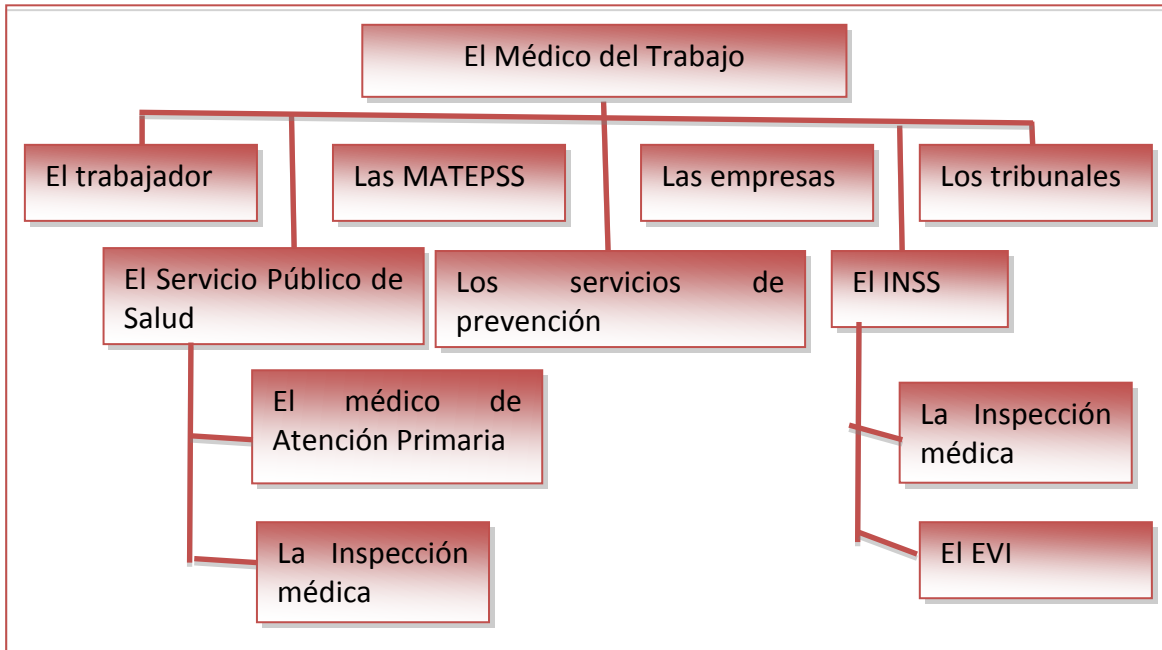 El Médico del Trabajo
El trabajador
Las MATEPSS
Las empresas
Los tribunales
El Servicio Público de
Salud
Los servicios de
prevención
El INSS
El médico de
Atención Primaria
La Inspección
médica
La Inspección
médica
El EVI